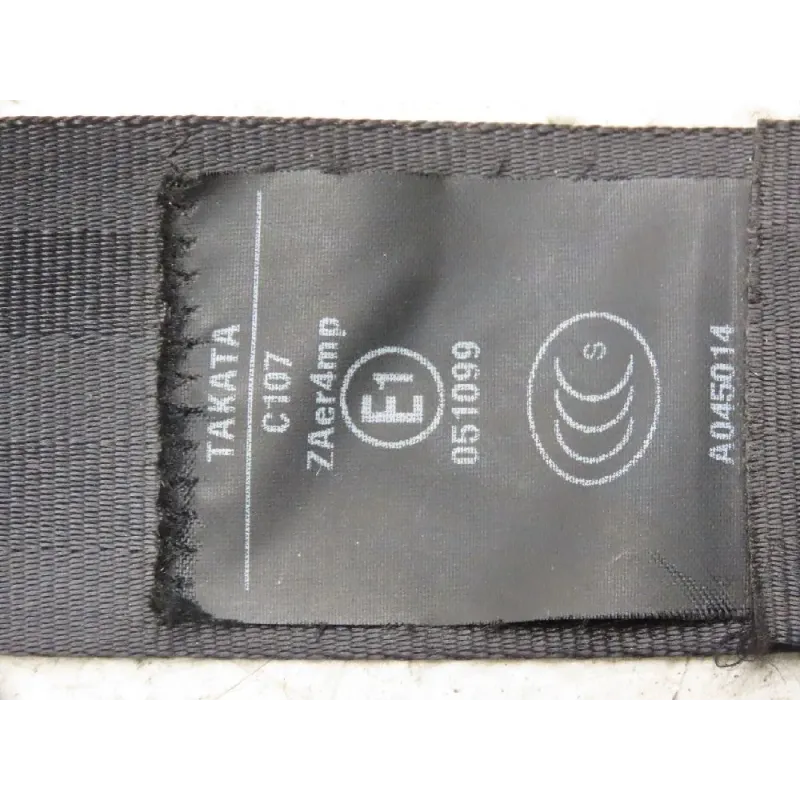 TAKATA
C107
ZAer4mp
E1
051099
S
A045014